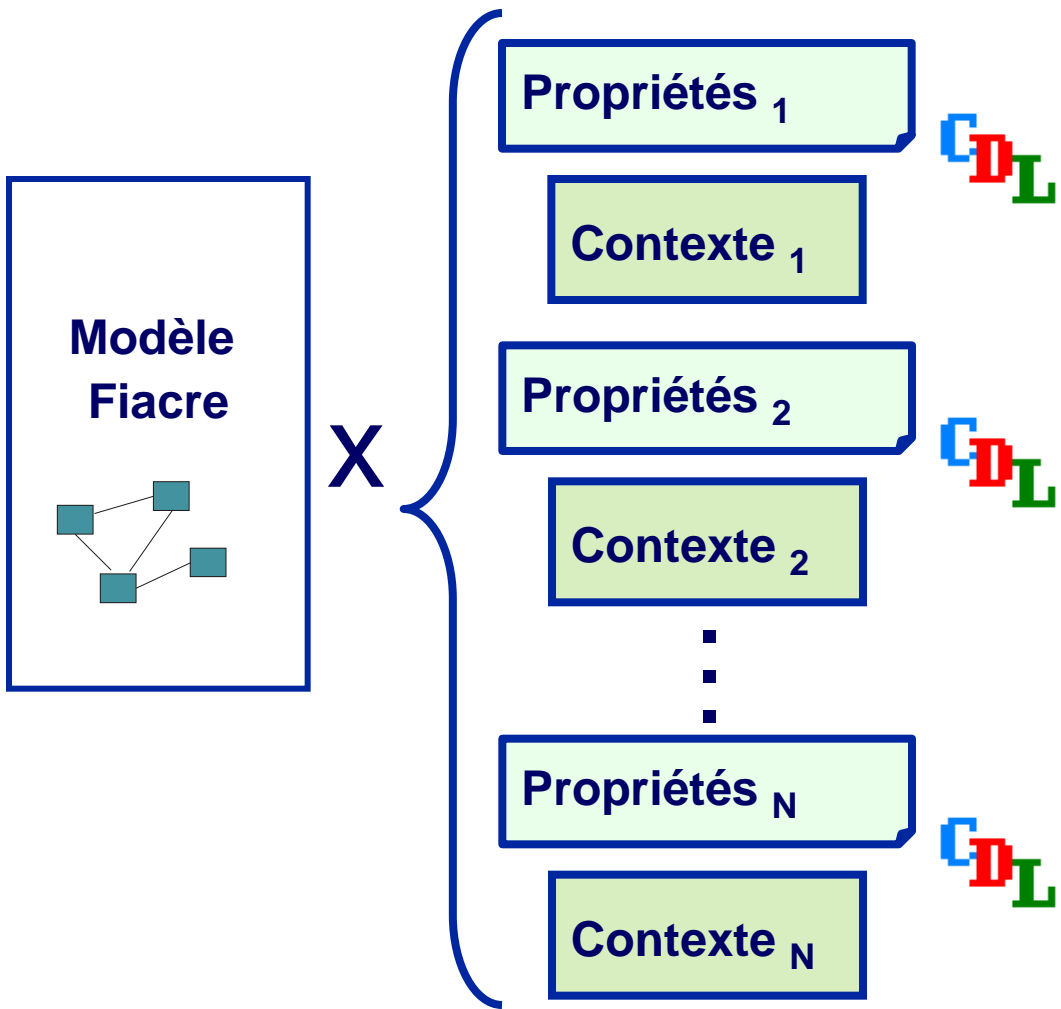 Modèle
Fiacre
X
Propriétés 1
CDL
Contexte 1
Propriétés 2
CDL
Contexte 2
Propriétés N
CDL
Contexte N